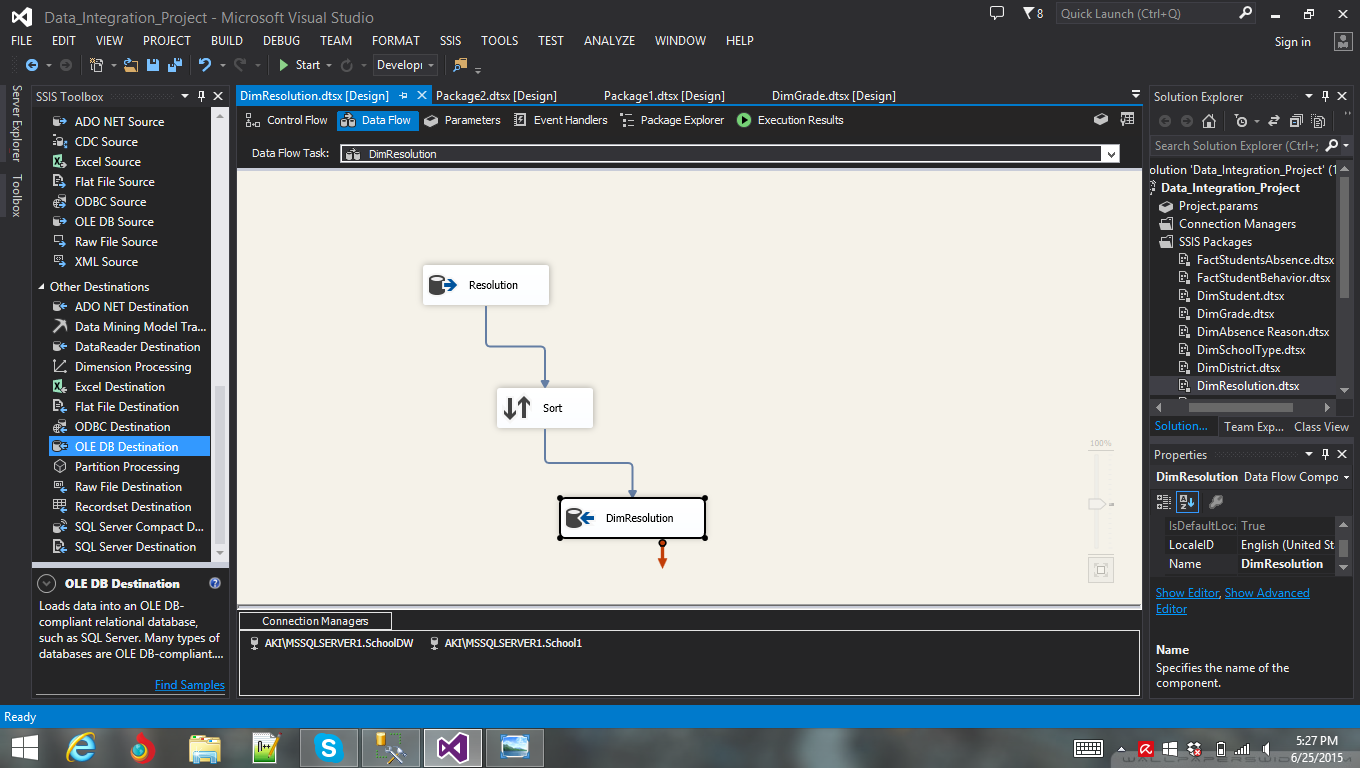 Data_Integration_Project - Microsoft Visual Studio
8
Quick Launch (Ctrl+Q)
FILE EDIT VIEW PROJECT BUILD DEBUG TEAM FORMAT SSIS TOOLS TEST ANALYZE WINDOW HELP
Sign in
Start
Developi
Server Explorer
Toolbox
SSIS Toolbox
ADO NET Source
CDC Source
Excel Source
Flat File Source
ODBC Source
OLE DB Source
Raw File Source
XML Source
Other Destinations
ADO NET Destination
Data Mining Model Tra...
DataReader Destination
Dimension Processing
Excel Destination
Flat File Destination
ODBC Destination
OLE DB Destination
Partition Processing
Raw File Destination
Recordset Destination
SQL Server Compact D...
SQL Server Destination
OLE DB Destination
Loads data into an OLE DB-
compliant relational database,
such as SQL Server. Many types of
databases are OLE DB-compliant....
Find Samples
DimResolution.dtsx [Design] Package2.dtsx [Design] Package1.dtsx [Design] DimGrade.dtsx [Design]
Control Flow Data Flow Parameters Event Handlers Package Explorer Execution Results
Data Flow Task: DimResolution
Resolution
Sort
DimResolution
100%
Connection Managers
AKI\MSSQLSERVER1.SchoolDW AKI\MSSQLSERVER1.School1
Solution Explorer
Search Solution Explorer (Ctrl+;
olution 'Data_Integration_Project' (1
Data_Integration_Project
Project.params
Connection Managers
SSIS Packages
FactStudentsAbsence.dtsx
FactStudentBehavior.dtsx
DimStudent.dtsx
DimGrade.dtsx
DimAbsence Reason.dtsx
DimSchoolType.dtsx
DimDistrict.dtsx
DimResolution.dtsx
Solution... Team Exp... Class View
Properties
DimResolution Data Flow Compo
IsDefaultLoca True
LocaleID English (United St
Name DimResolution
Show Editor, Show Advanced
Editor
Name
Specifies the name of the
component.
Ready
5:27 PM
6/25/2015